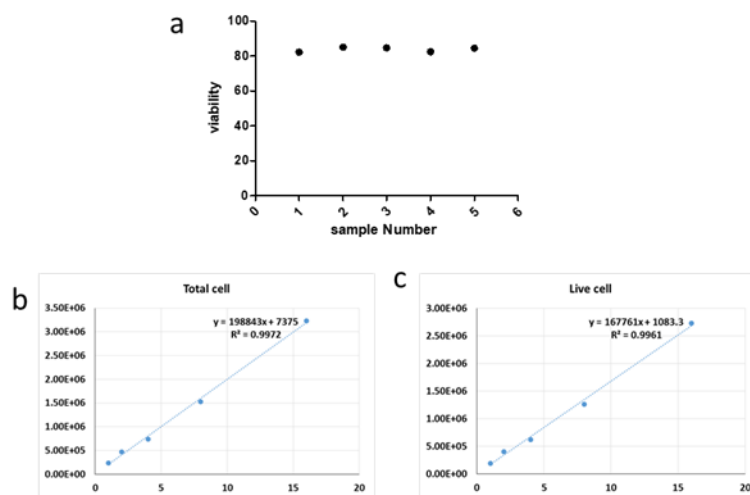 a
100
80
60
40
20
0
viability
0 1 2 3 4 5 6
sample Number
b
Total cell
3.50E+06
3.00E+06
2.50E+06
2.00E+06
1.50E+06
1.00E+06
5.00E+05
0.00E+00
y = 198843x + 7375
R² = 0.9972
0 5 10 15 20
c
Live cell
3.00E+06
2.50E+06
2.00E+06
1.50E+06
1.00E+06
5.00E+05
0.00E+00
y = 167761x + 1083.3
R² = 0.9961
0 5 10 15 20